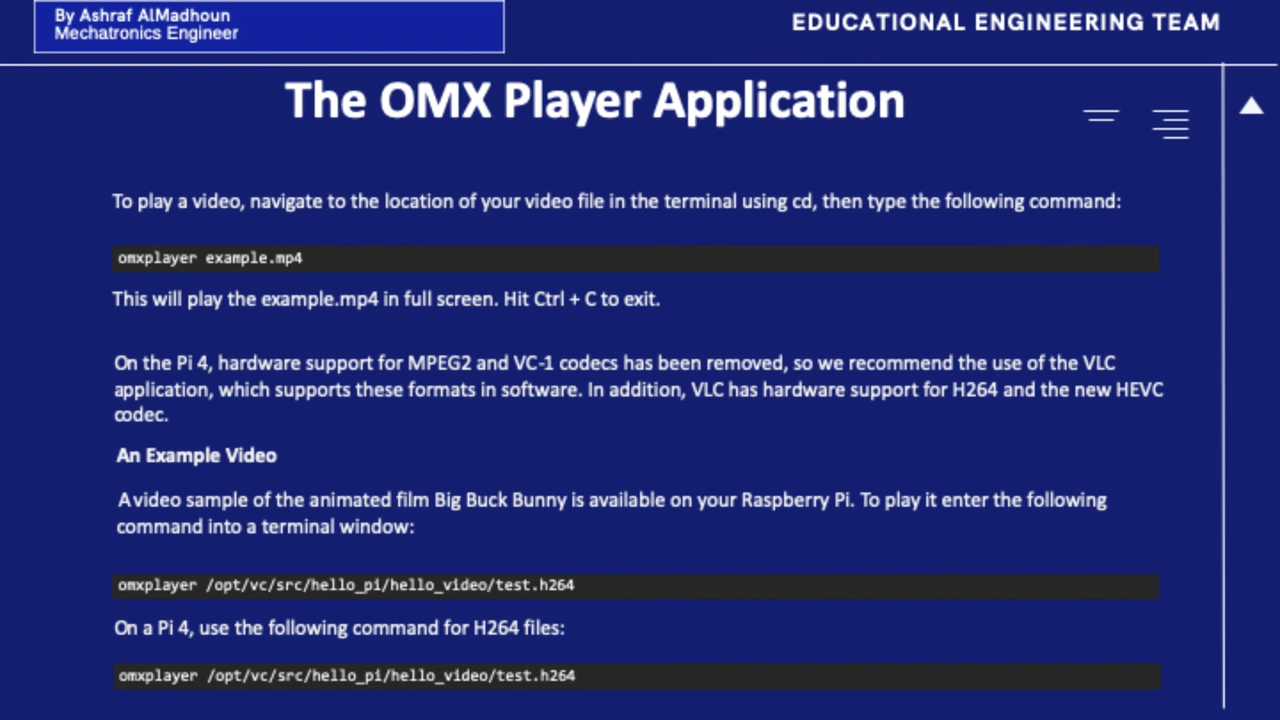 By Ashraf AlMadhoun
Mechatronics Engineer
EDUCATIONAL ENGINEERING TEAM
The OMX Player Application
To play a video, navigate to the location of your video file in the terminal using cd, then type the following command:
omxplayer example.mp4
This will play the example.mp4 in full screen. Hit Ctrl + C to exit.
On the Pi 4, hardware support for MPEG2 and VC-1 codecs has been removed, so we recommend the use of the VLC
application, which supports these formats in software. In addition, VLC has hardware support for H264 and the new HEVC
codec.
An Example Video
A video sample of the animated film Big Buck Bunny is available on your Raspberry Pi. To play it enter the following
command into a terminal window:
omxplayer /opt/vc/src/hello_pi/hello_video/test.h264
On a Pi 4, use the following command for H264 files:
omxplayer /opt/vc/src/hello_pi/hello_video/test.h264